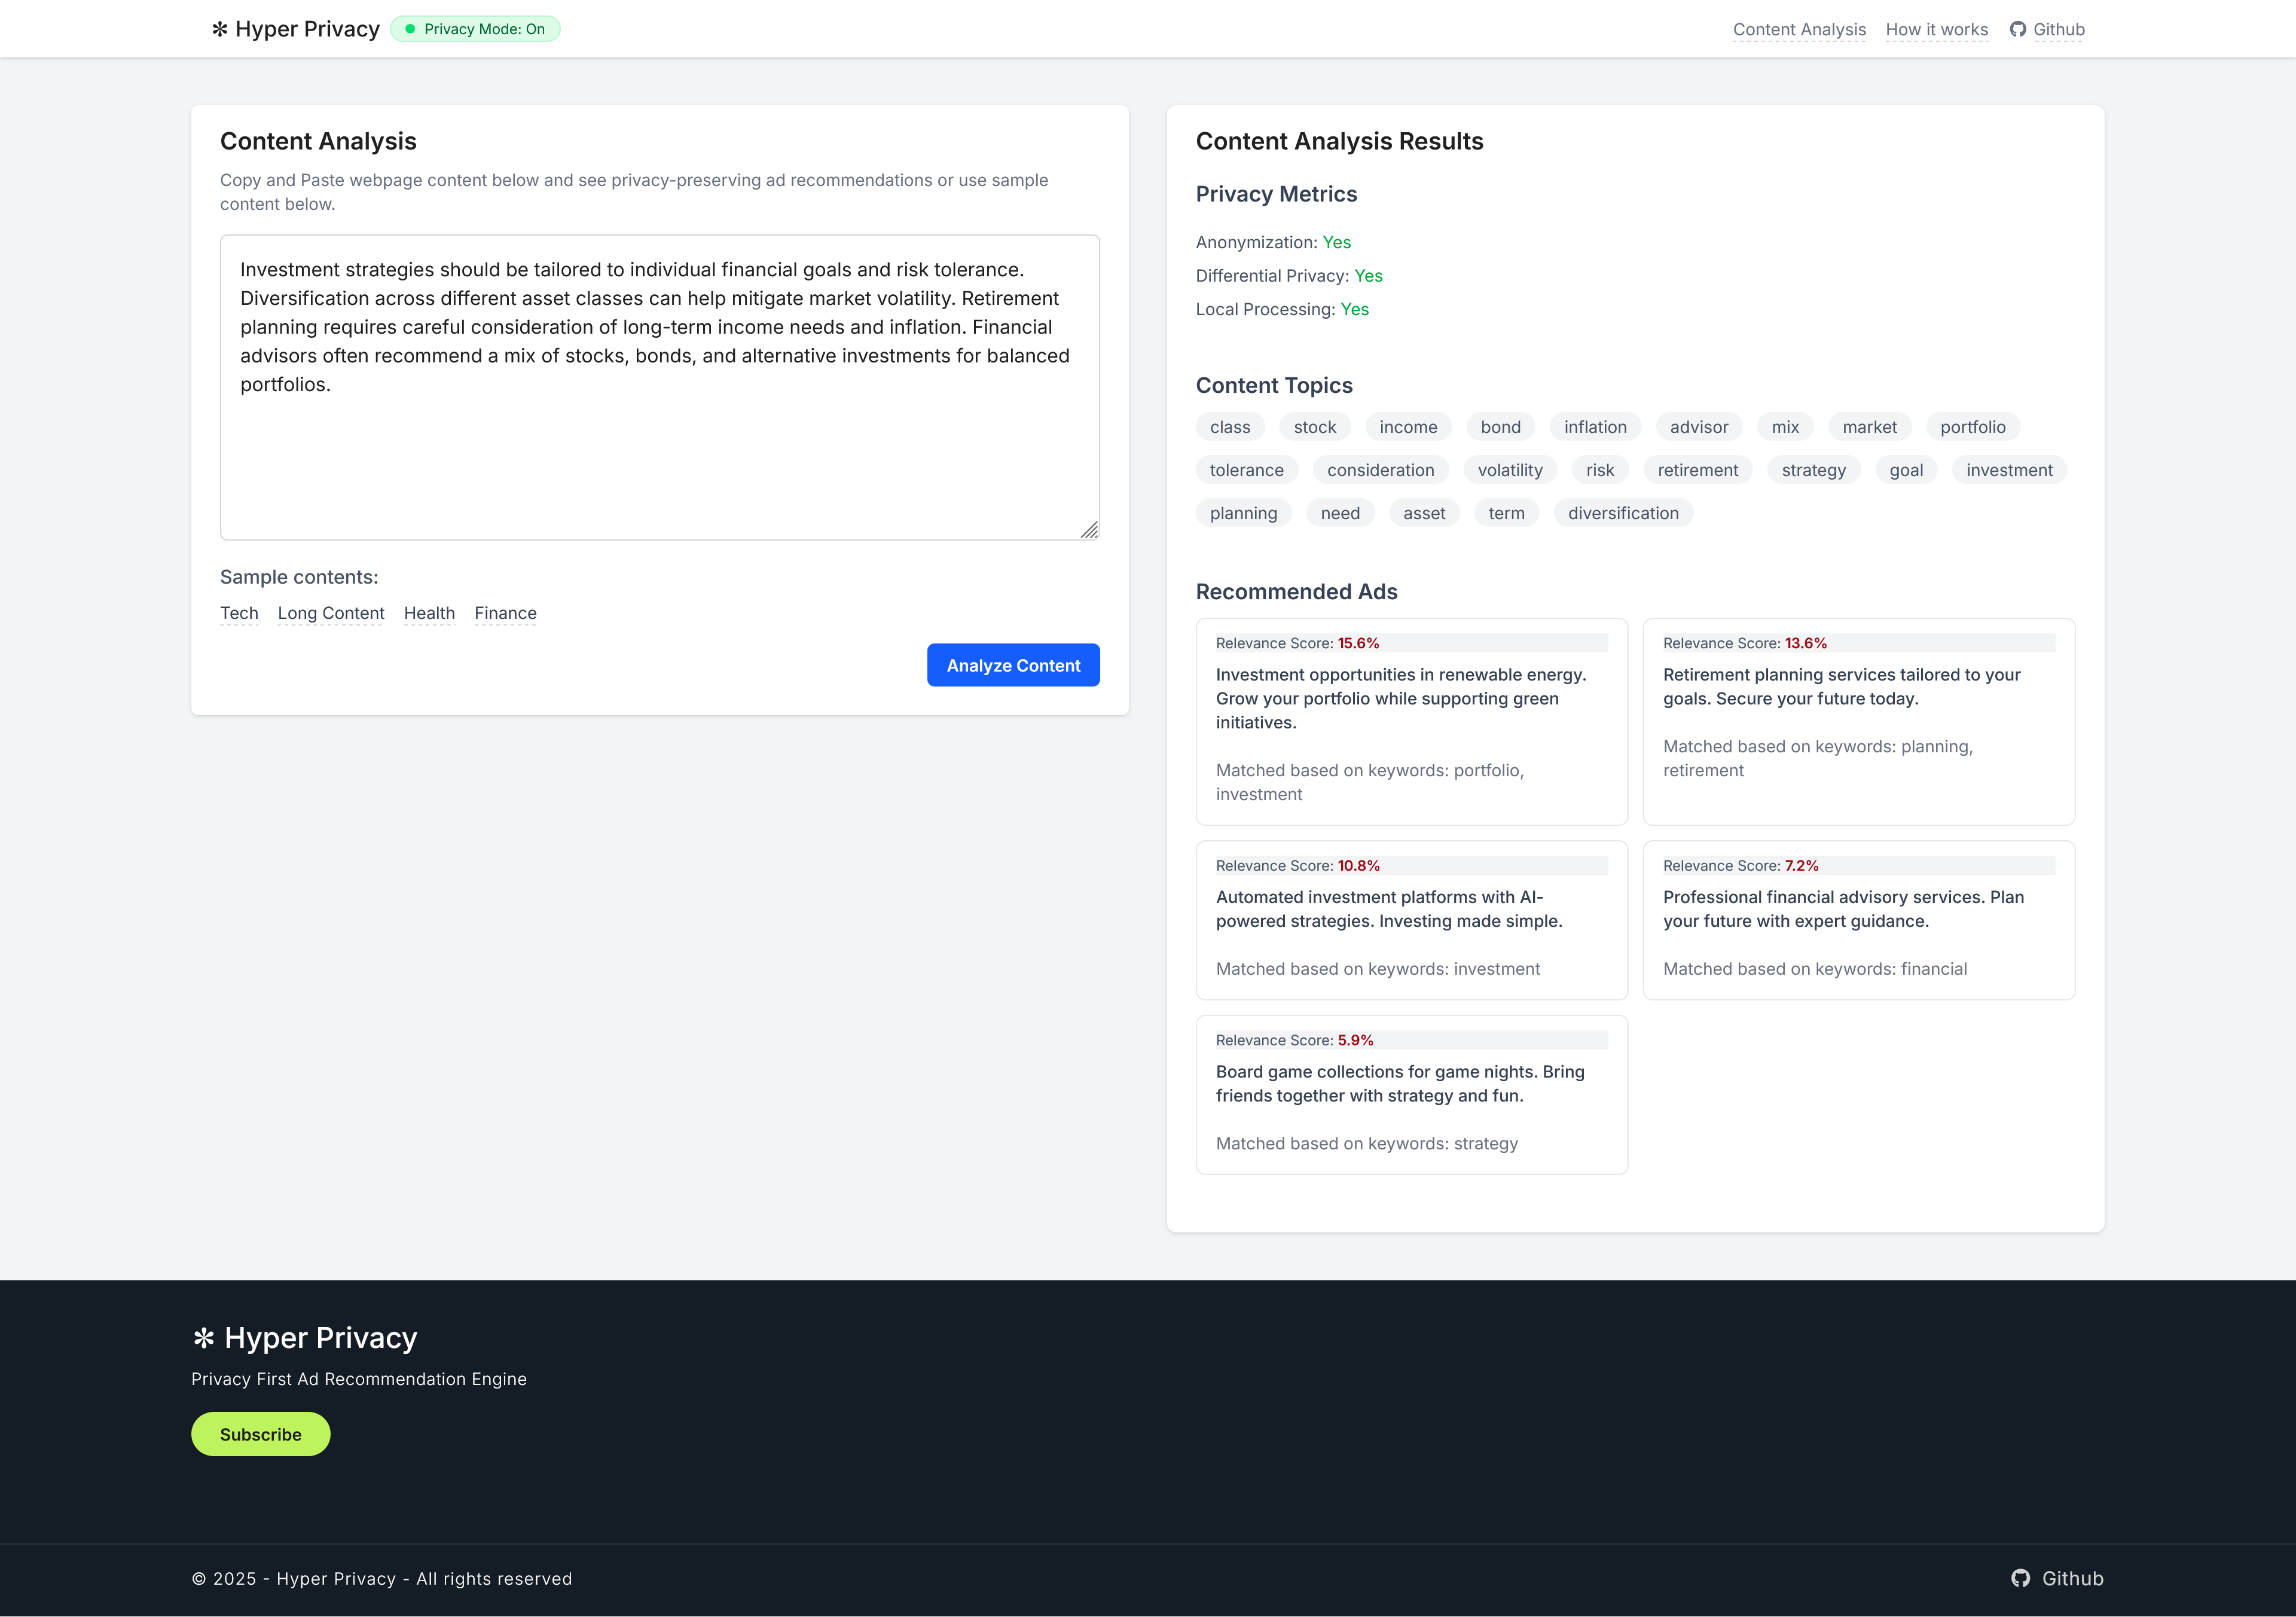 ✻ Hyper Privacy
Privacy Mode: On
Content Analysis
How it works
Github
Content Analysis
Copy and Paste webpage content below and see privacy-preserving ad recommendations or use sample
content below.
Investment strategies should be tailored to individual financial goals and risk tolerance.
Diversification across different asset classes can help mitigate market volatility. Retirement
planning requires careful consideration of long-term income needs and inflation. Financial
advisors often recommend a mix of stocks, bonds, and alternative investments for balanced
portfolios.
Sample contents:
Tech Long Content Health Finance
Analyze Content
Content Analysis Results
Privacy Metrics
Anonymization: Yes
Differential Privacy: Yes
Local Processing: Yes
Content Topics
class stock income bond inflation advisor mix market portfolio
tolerance consideration volatility risk retirement strategy goal investment
planning need asset term diversification
Recommended Ads
Relevance Score: 15.6%
Investment opportunities in renewable energy.
Grow your portfolio while supporting green
initiatives.
Matched based on keywords: portfolio,
investment
Relevance Score: 13.6%
Retirement planning services tailored to your
goals. Secure your future today.
Matched based on keywords: planning,
retirement
Relevance Score: 10.8%
Automated investment platforms with AI-
powered strategies. Investing made simple.
Matched based on keywords: investment
Relevance Score: 7.2%
Professional financial advisory services. Plan
your future with expert guidance.
Matched based on keywords: financial
Relevance Score: 5.9%
Board game collections for game nights. Bring
friends together with strategy and fun.
Matched based on keywords: strategy
✻ Hyper Privacy
Privacy First Ad Recommendation Engine
Subscribe
© 2025 - Hyper Privacy - All rights reserved
Github